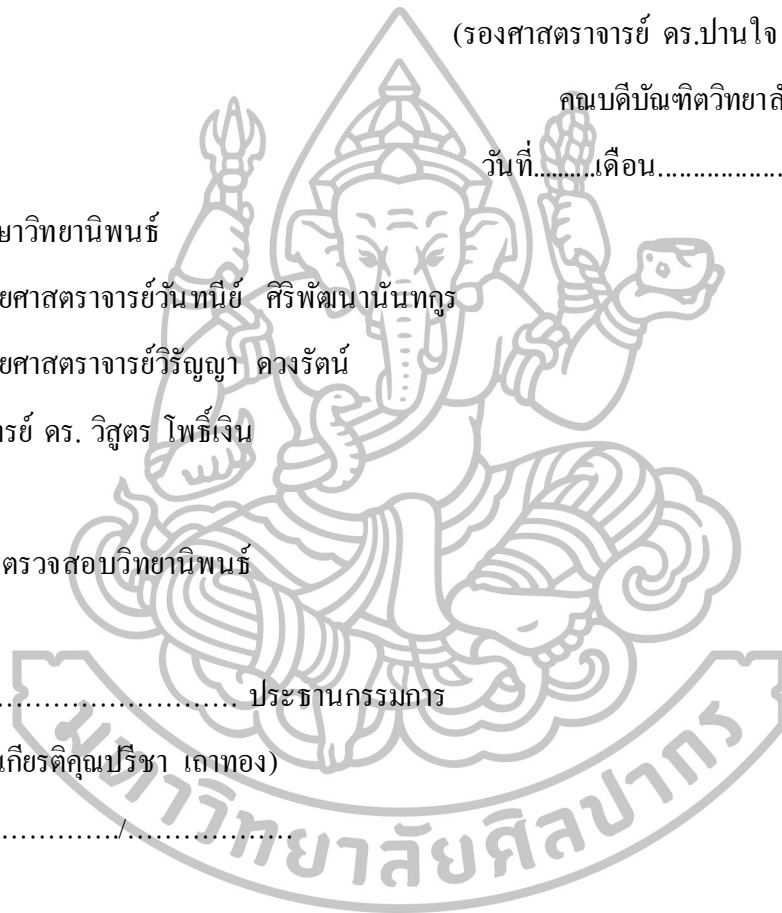 (รองศาสตราจารย์ ดร.ปานใจ
คณบดีบัณฑิตวิทยาลั
วันที่..........เดือน..................
ษาวิทยานิพนธ์
ยศาสตราจารย์วันทนีย์ ศิริพัฒนานันทกูร
ยศาสตราจารย์วิรัญญา ดวงรัตน์
ารย์ ดร. วิสูตร โพธิ์เงิน
ตรวจสอบวิทยานิพนธ์
.............................. ประธานกรรมการ
เกียรติคุณปรีชา เถาทอง)
.............../....................
มหาวิทยาลัยศิลปากร